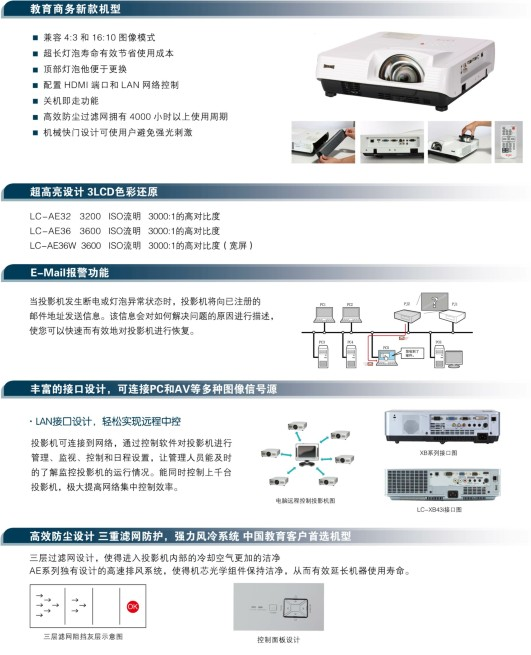 教育商务新款机型
■ 兼容 4:3 和 16:10 图像模式
■ 超长灯泡寿命有效节省使用成本
■ 顶部灯泡他便于更换
■ 配置 HDMI 端口和 LAN 网络控制
■ 关机即走功能
■ 高效防尘过滤网拥有 4000 小时以上使用周期
■ 机械快门设计可使用户避免强光刺激
超高亮设计 3LCD色彩还原
LC-AE32 3200 ISO流明 3000:1的高对比度
LC-AE36 3600 ISO流明 3000:1的高对比度
LC-AE36W 3600 ISO流明 3000:1的高对比度（宽屏）
E-Mail报警功能
当投影机发生断电或灯泡异常状态时，投影机将向已注册的
邮件地址发送信息。该信息会对如何解决问题的原因进行描述，
使您可以快速而有效地对投影机进行恢复。
丰富的接口设计，可连接PC和AV等多种图像信号源
·LAN接口设计，轻松实现远程中控
投影机可连接到网络，通过控制软件对投影机进行
管理、监视、控制和日程设置，让管理人员能及时
的了解监控投影机的运行情况。能同时控制上千台
投影机，极大提高网络集中控制效率。
电脑远程控制投影机图
XB系列接口图
LC-XB43i接口图
高效防尘设计 三重滤网防护，强力风冷系统 中国教育客户首选机型
三层过滤网设计，使得进入投影机内部的冷却空气更加的洁净
AE系列独有设计的高速排风系统，使得机芯光学组件保持洁净，从而有效延长机器使用寿命。
OK
三层滤网阻挡灰层示意图
控制面板设计